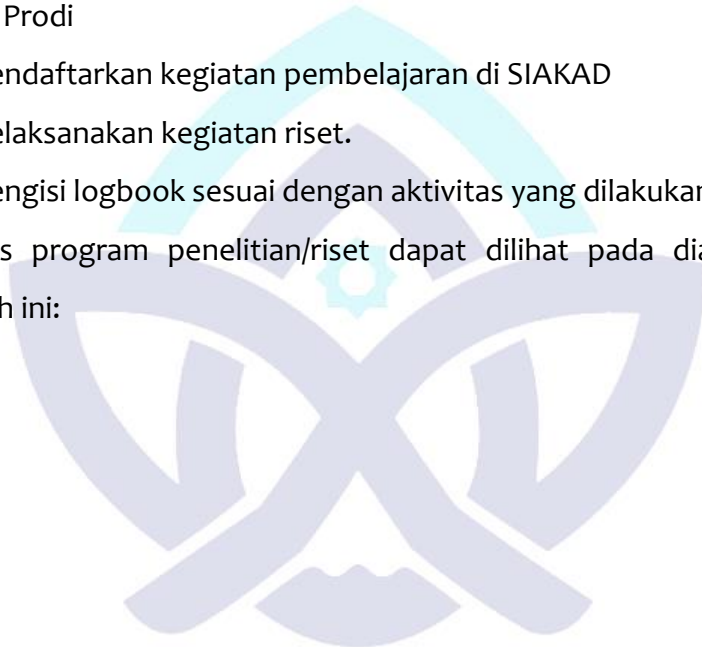 Prodi
endaftarkan kegiatan pembelajaran di SIAKAD
elaksanakan kegiatan riset.
engisi logbook sesuai dengan aktivitas yang dilakukan
s program penelitian/riset dapat dilihat pada dia
h ini: